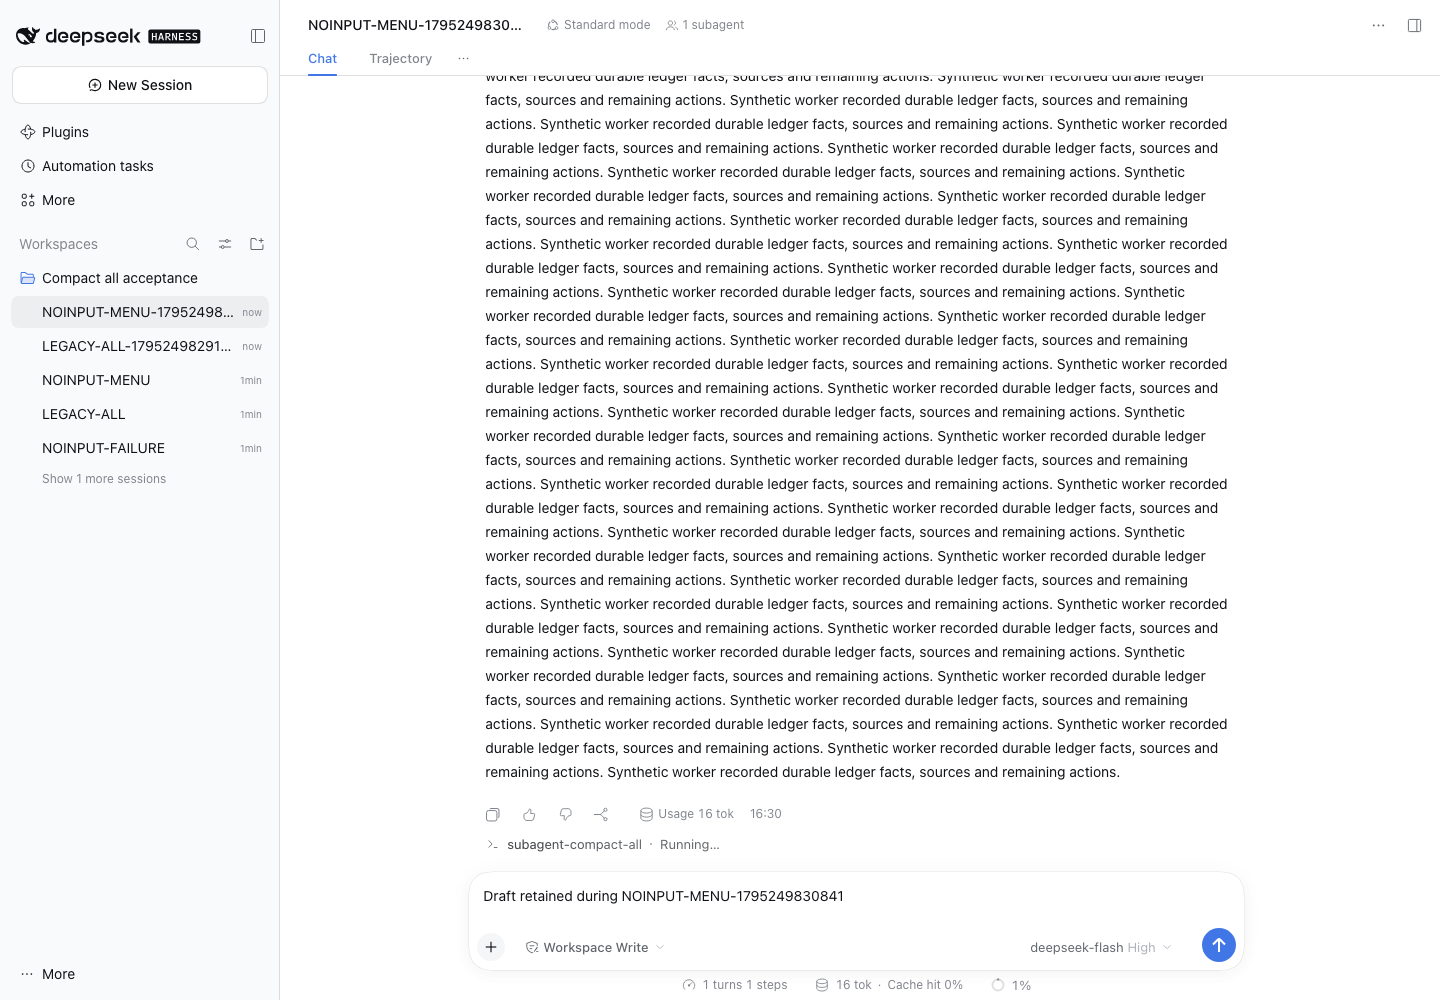 deepseek HARNESS
New Session
Plugins
Automation tasks
More
Workspaces
Compact all acceptance
NOINPUT-MENU-17952498... now
LEGACY-ALL-17952498291... now
NOINPUT-MENU 1min
LEGACY-ALL 1min
NOINPUT-FAILURE 1min
Show 1 more sessions
... More
NOINPUT-MENU-1795249830... Standard mode 1 subagent ...
Chat Trajectory ...
worker recorded durable ledger facts, sources and remaining actions. Synthetic worker recorded durable ledger
facts, sources and remaining actions. Synthetic worker recorded durable ledger facts, sources and remaining
actions. Synthetic worker recorded durable ledger facts, sources and remaining actions. Synthetic worker recorded
durable ledger facts, sources and remaining actions. Synthetic worker recorded durable ledger facts, sources and
remaining actions. Synthetic worker recorded durable ledger facts, sources and remaining actions. Synthetic
worker recorded durable ledger facts, sources and remaining actions. Synthetic worker recorded durable ledger
facts, sources and remaining actions. Synthetic worker recorded durable ledger facts, sources and remaining
actions. Synthetic worker recorded durable ledger facts, sources and remaining actions. Synthetic worker recorded
durable ledger facts, sources and remaining actions. Synthetic worker recorded durable ledger facts, sources and
remaining actions. Synthetic worker recorded durable ledger facts, sources and remaining actions. Synthetic
worker recorded durable ledger facts, sources and remaining actions. Synthetic worker recorded durable ledger
facts, sources and remaining actions. Synthetic worker recorded durable ledger facts, sources and remaining
actions. Synthetic worker recorded durable ledger facts, sources and remaining actions. Synthetic worker recorded
durable ledger facts, sources and remaining actions. Synthetic worker recorded durable ledger facts, sources and
remaining actions. Synthetic worker recorded durable ledger facts, sources and remaining actions. Synthetic
worker recorded durable ledger facts, sources and remaining actions. Synthetic worker recorded durable ledger
facts, sources and remaining actions. Synthetic worker recorded durable ledger facts, sources and remaining
actions. Synthetic worker recorded durable ledger facts, sources and remaining actions. Synthetic worker recorded
durable ledger facts, sources and remaining actions. Synthetic worker recorded durable ledger facts, sources and
remaining actions. Synthetic worker recorded durable ledger facts, sources and remaining actions. Synthetic
worker recorded durable ledger facts, sources and remaining actions. Synthetic worker recorded durable ledger
facts, sources and remaining actions. Synthetic worker recorded durable ledger facts, sources and remaining
actions. Synthetic worker recorded durable ledger facts, sources and remaining actions. Synthetic worker recorded
durable ledger facts, sources and remaining actions. Synthetic worker recorded durable ledger facts, sources and
remaining actions. Synthetic worker recorded durable ledger facts, sources and remaining actions. Synthetic
worker recorded durable ledger facts, sources and remaining actions. Synthetic worker recorded durable ledger
facts, sources and remaining actions. Synthetic worker recorded durable ledger facts, sources and remaining
actions. Synthetic worker recorded durable ledger facts, sources and remaining actions. Synthetic worker recorded
durable ledger facts, sources and remaining actions. Synthetic worker recorded durable ledger facts, sources and
remaining actions. Synthetic worker recorded durable ledger facts, sources and remaining actions.
Usage 16 tok 16:30
subagent-compact-all · Running...
Draft retained during NOINPUT-MENU-1795249830841
Workspace Write deepseek-flash High
1 turns 1 steps 16 tok · Cache hit 0% 1%